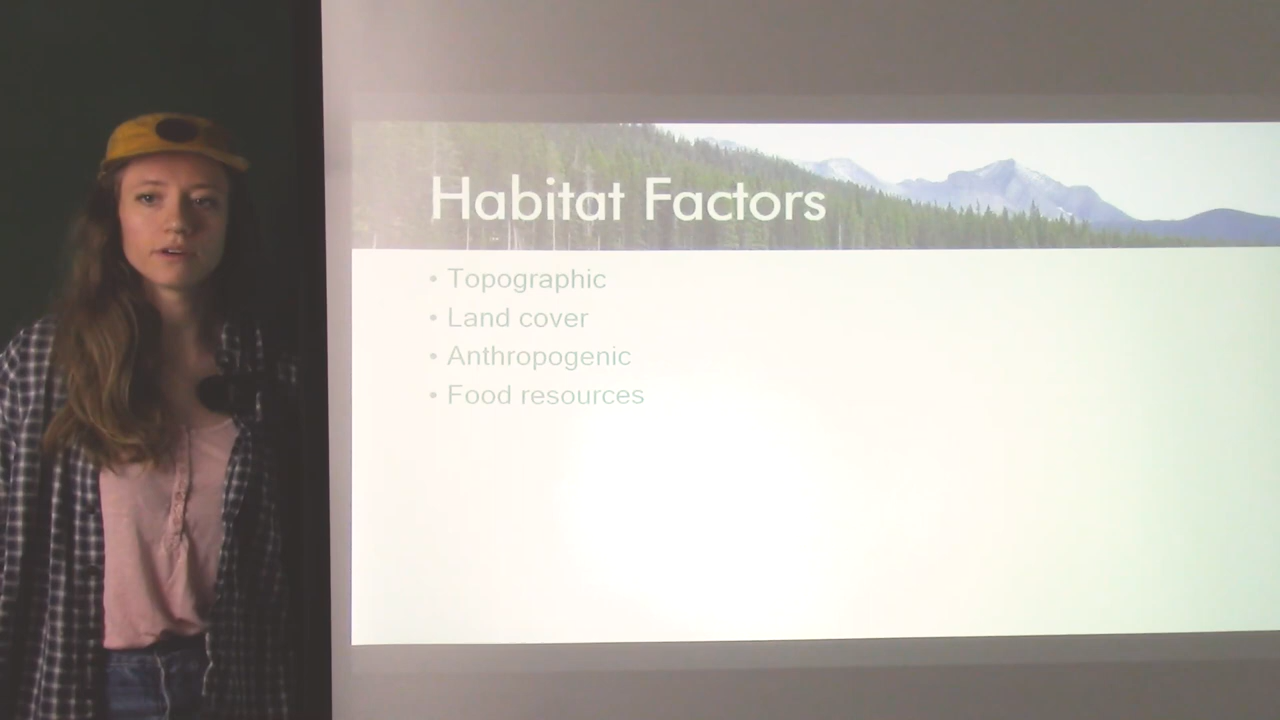 Habitat Factors
• Topographic
• Land cover
• Anthropogenic
• Food resources